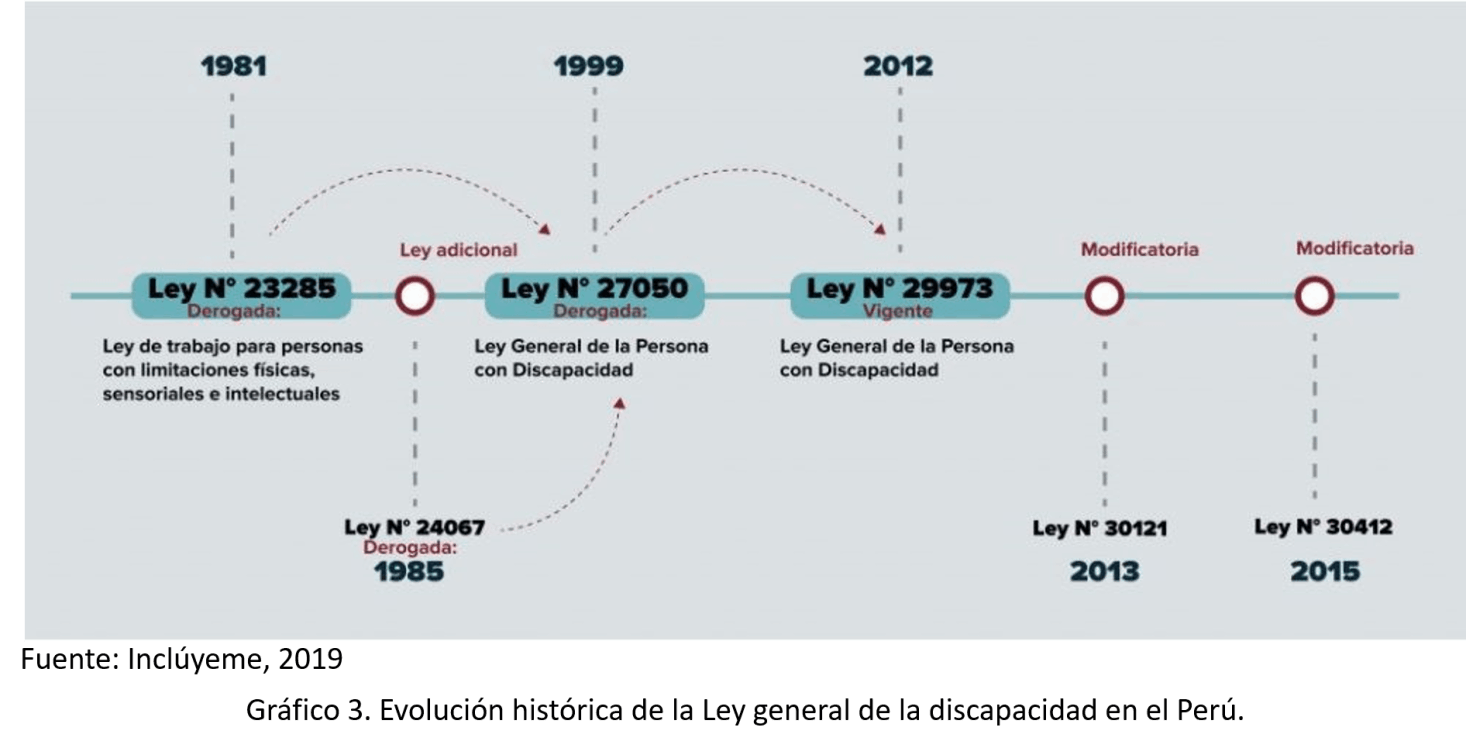 1981
1999
2012
Ley adicional
Modificatoria
Modificatoria
Ley N° 23285
Derogada:
Ley N° 27050
Derogada:
Ley N° 29973
Vigente
Ley de trabajo para personas
con limitaciones físicas,
sensoriales e intelectuales
Ley General de la Persona
con Discapacidad
Ley General de la Persona
con Discapacidad
Ley N° 24067
Derogada:
1985
Ley N° 30121
2013
Ley N° 30412
2015
Fuente: Inclúyeme, 2019
Gráfico 3. Evolución histórica de la Ley general de la discapacidad en el Perú.